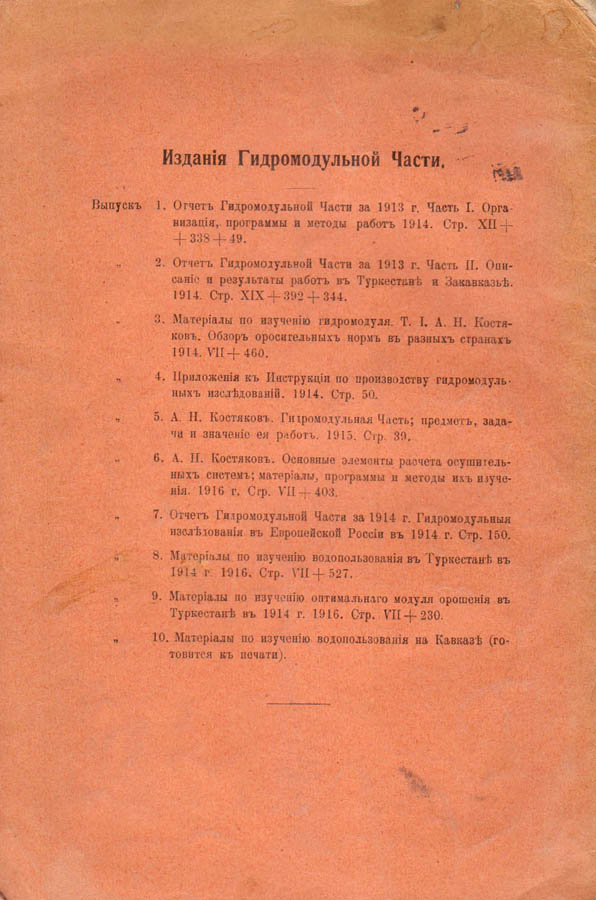 Изданія Гидромодульной Части.
Выпускъ 1. Отчет Гидромодульной Части за 1913 г. Часть I. Орга-
низація, программы и методы работъ 1914. Стр. XII+
+338+49.
„ 2. Отчет Гидромодульной Части за 1913 г. Часть II. Опи-
саніе и результаты работъ въ Туркестанѣ и Закавказьѣ.
1914. Стр. XIX+392+344.
„ 3. Матеріалы по изученію гидромодуля. Т. I. А. Н. Костя-
ковъ. Обзоръ оросительныхъ нормъ въ разныхъ странахъ
1914. VII+460.
„ 4. Приложенія къ Инструкціи по производству гидромодуль-
ныхъ изслѣдованій. 1914. Стр. 50.
„ 5. А. Н. Костяковъ. Гидромодульная Часть; предметъ, зада-
чи и значеніе ея работъ. 1915. Стр. 39.
„ 6. А. Н. Костяковъ. Основные элементы расчета осушитель-
ныхъ системъ; матеріалы, программы и методы ихъ изуче-
нія. 1916 г. Стр. VII+403.
„ 7. Отчетъ Гидромодульной Части за 1914 г. Гидромодульныя
изслѣдованія въ Европейской Россіи въ 1914 г. Стр. 150.
„ 8. Матеріалы по изученію водопользованія въ Туркестанѣ въ
1914 г. 1916. Стр. VII+527.
„ 9. Матеріалы по изученію оптимальнаго модуля орошенія въ
Туркестанѣ въ 1914 г. 1916. Стр. VII+230.
„ 10. Матеріалы по изученію водопользованія на Кавказѣ (го-
товится къ печати).